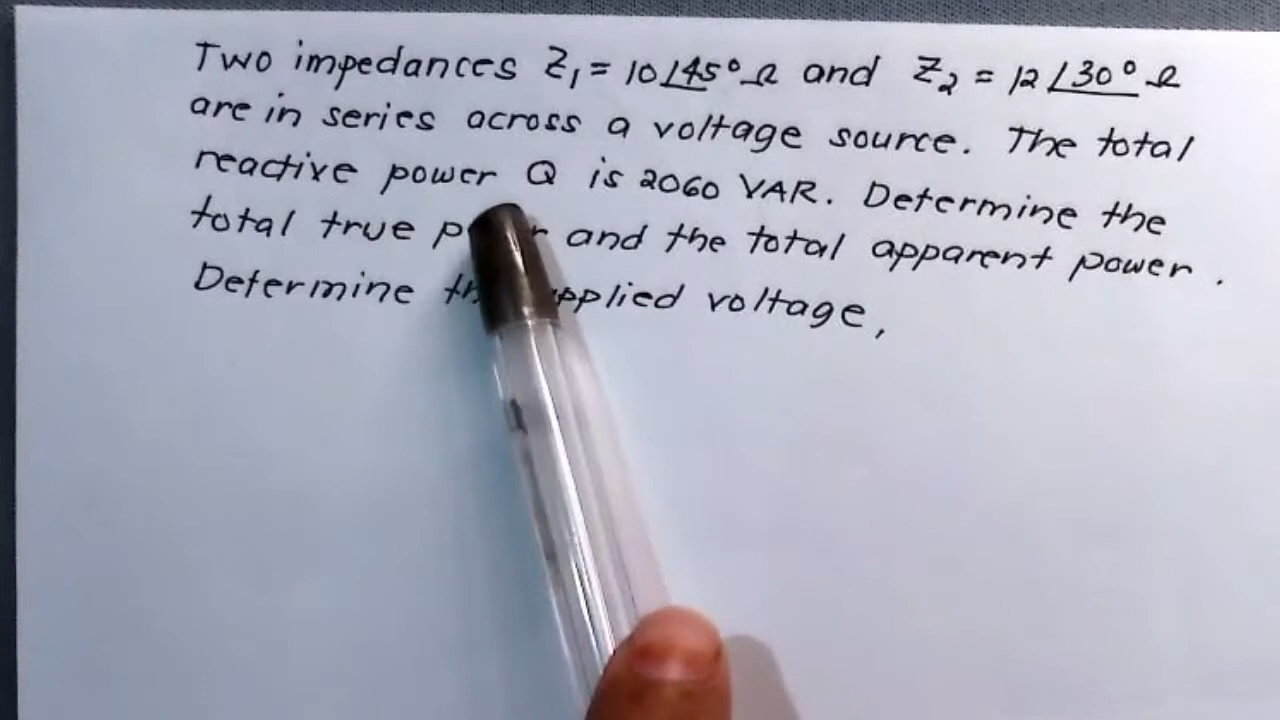 Two impedances Z₁ = 10∠45° Ω and Z₂ = 12∠30° Ω
are in series across a voltage source. The total
reactive power Q is 2060 VAR. Determine the
total true and the total apparent power.
Determine voltage,